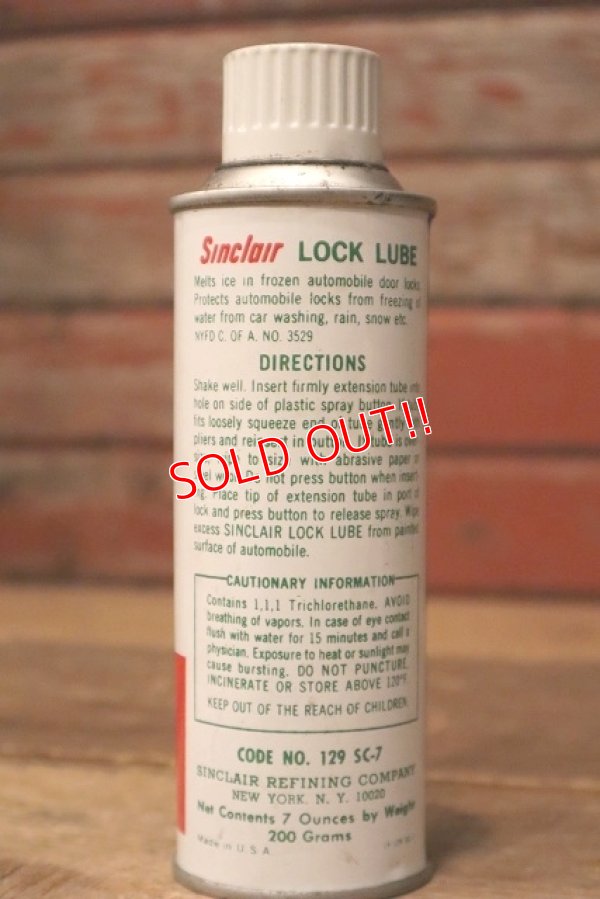 Sinclair LOCK LUBE
Melts ice in frozen automobile door locks
Protects automobile locks from freezing of
water from car washing, rain, snow etc.
NYFD C. OF A. NO. 3529
DIRECTIONS
Shake well. Insert firmly extension tube into
hole on side of plastic spray button.
fits loosely squeeze end of tube gently
pliers and reinsert in button. If tube is
to size with abrasive paper or
Do not press button when insert-
ing. Place tip of extension tube in port of
lock and press button to release spray. Wipe
excess SINCLAIR LOCK LUBE from painted
surface of automobile.
SOLD OUT!!
CAUTIONARY INFORMATION
Contains 1,1,1 Trichlorethane. AVOID
breathing of vapors. In case of eye contact
flush with water for 15 minutes and call a
physician. Exposure to heat or sunlight may
cause bursting. DO NOT PUNCTURE,
INCINERATE OR STORE ABOVE 120°F.
KEEP OUT OF THE REACH OF CHILDREN.
CODE NO. 129 SC-7
SINCLAIR REFINING COMPANY
NEW YORK, N. Y. 10020
Net Contents 7 Ounces by Weight
200 Grams
Made in U.S.A.